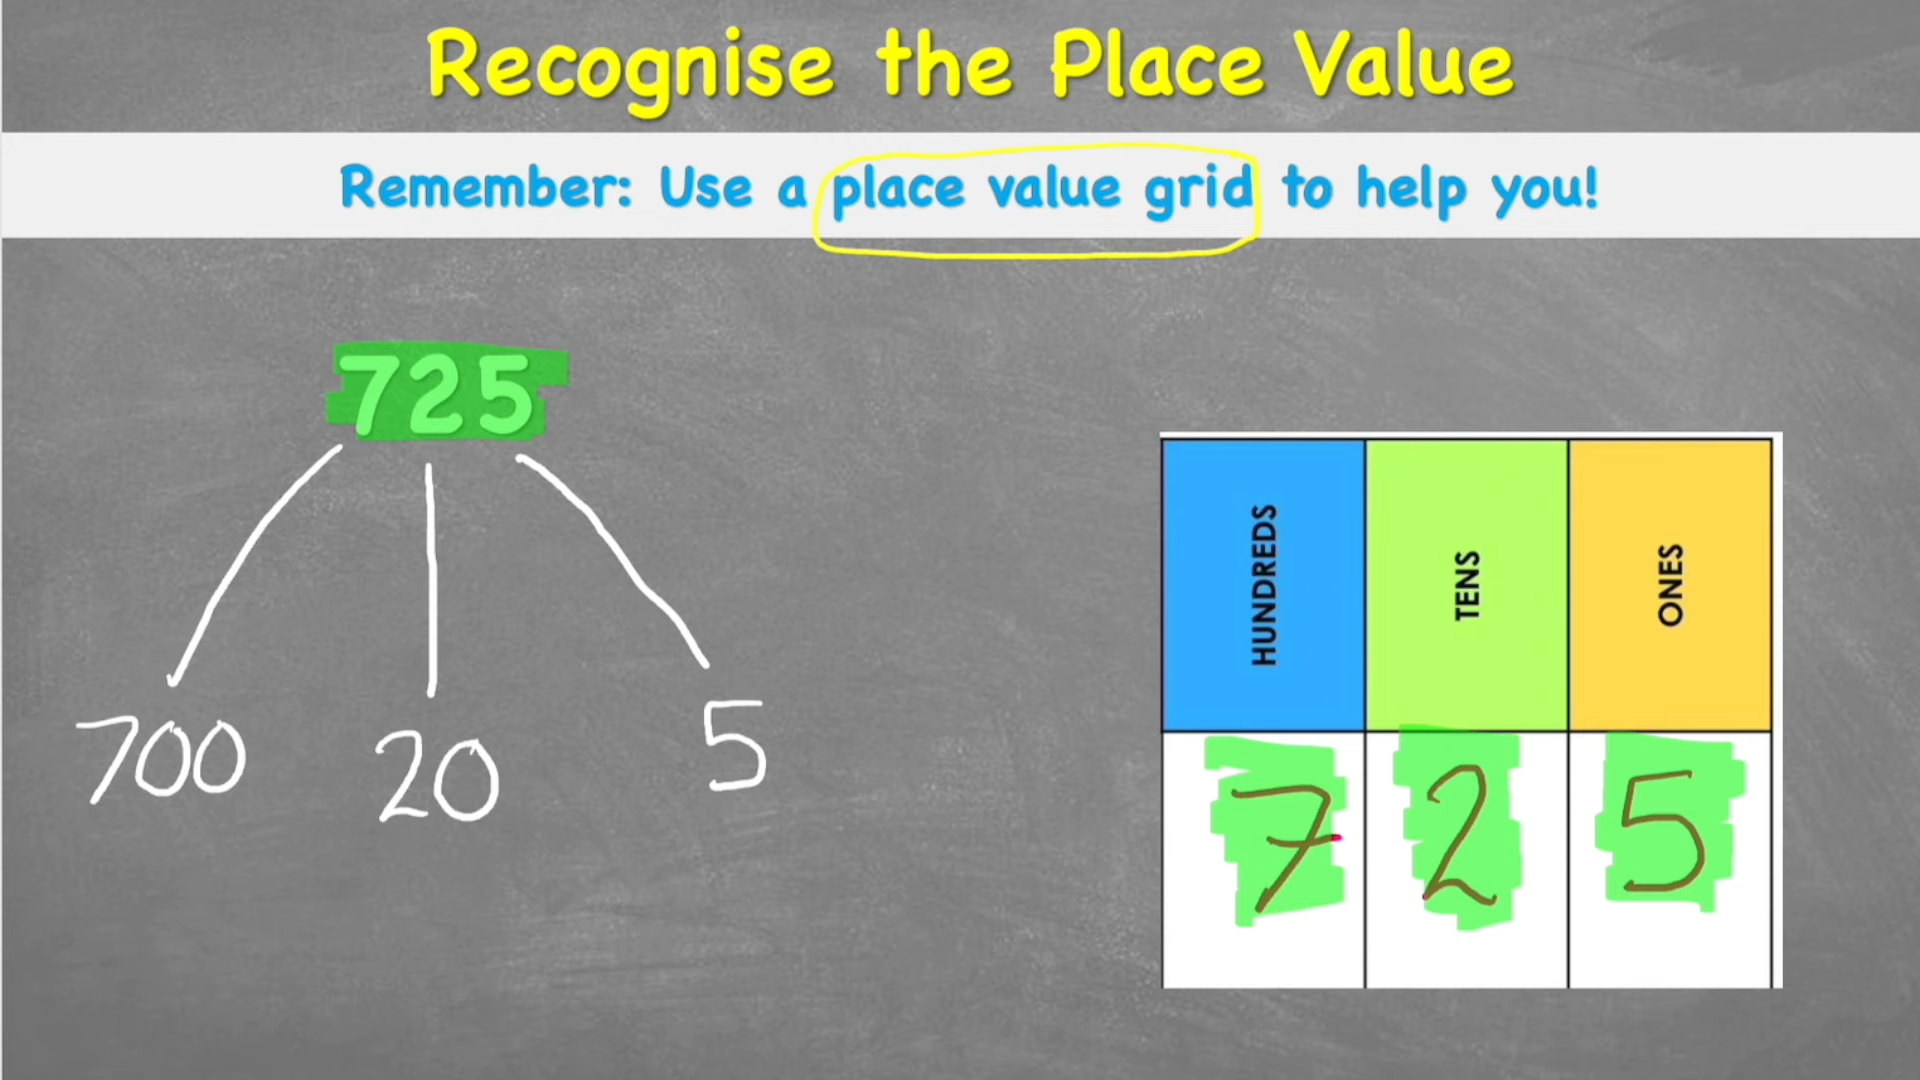 Recognise the Place Value
Remember: Use a place value grid to help you!
725
700 20 5
HUNDREDS TENS ONES
7 2 5